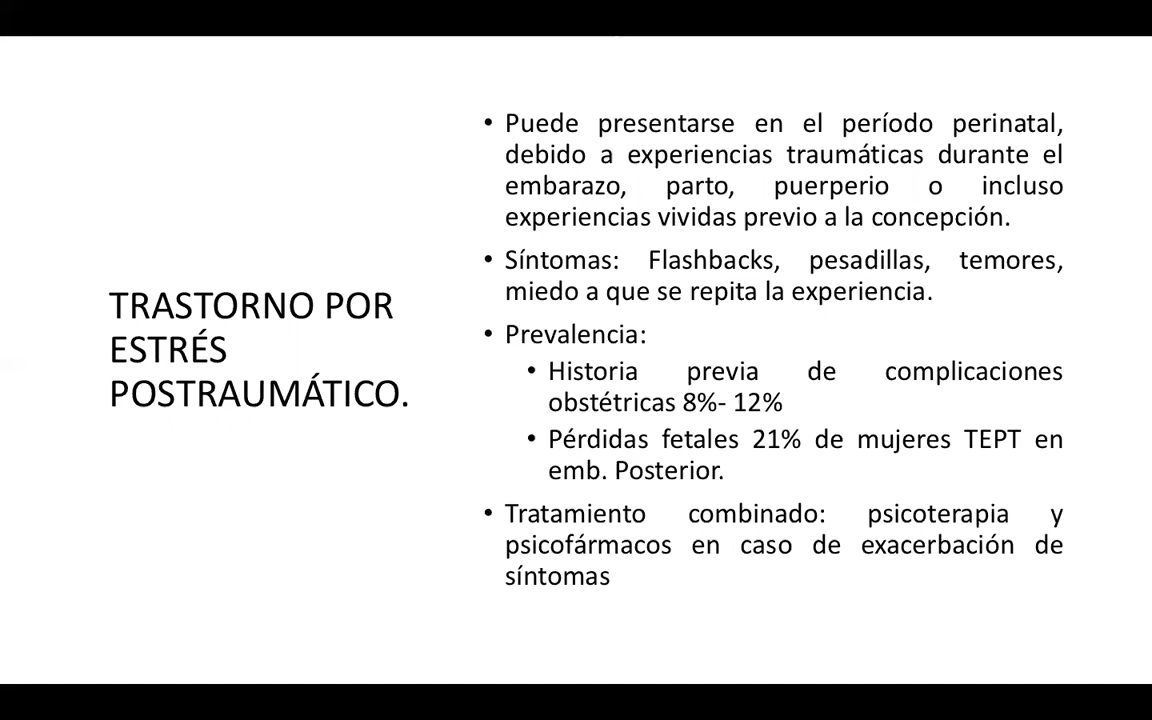 TRASTORNO POR
ESTRÉS
POSTRAUMÁTICO.
• Puede presentarse en el período perinatal,
debido a experiencias traumáticas durante el
embarazo, parto, puerperio o incluso
experiencias vividas previo a la concepción.
• Síntomas: Flashbacks, pesadillas, temores,
miedo a que se repita la experiencia.
• Prevalencia:
• Historia previa de complicaciones
obstétricas 8%- 12%
• Pérdidas fetales 21% de mujeres TEPT en
emb. Posterior.
• Tratamiento combinado: psicoterapia y
psicofármacos en caso de exacerbación de
síntomas